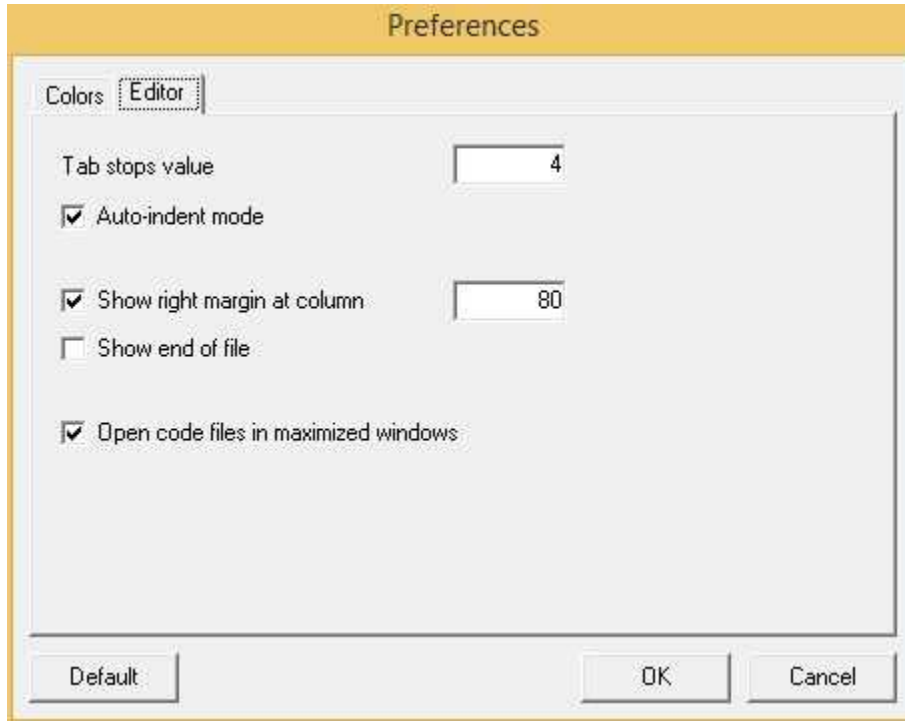 Preferences
Colors Editor
Tab stops value 4
Auto-indent mode
Show right margin at column 80
Show end of file
Open code files in maximized windows
Default OK Cancel